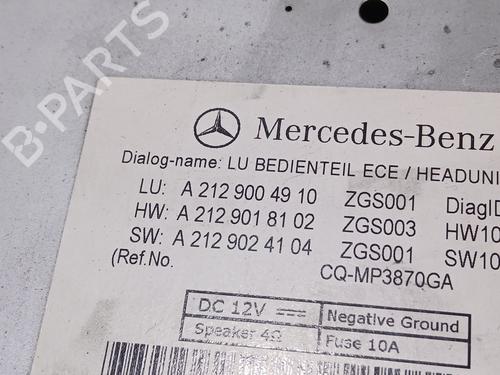 B-PARTS
Mercedes-Benz
Dialog-name: LU BEDIENTEIL ECE / HEADUNI
LU: A 212 900 49 10 ZGS001 DiagID
HW: A 212 901 81 02 ZGS003 HW10
SW: A 212 902 41 04 ZGS001 SW10
(Ref.No. CQ-MP3870GA
DC 12V Negative Ground
Speaker 4Ω Fuse 10A